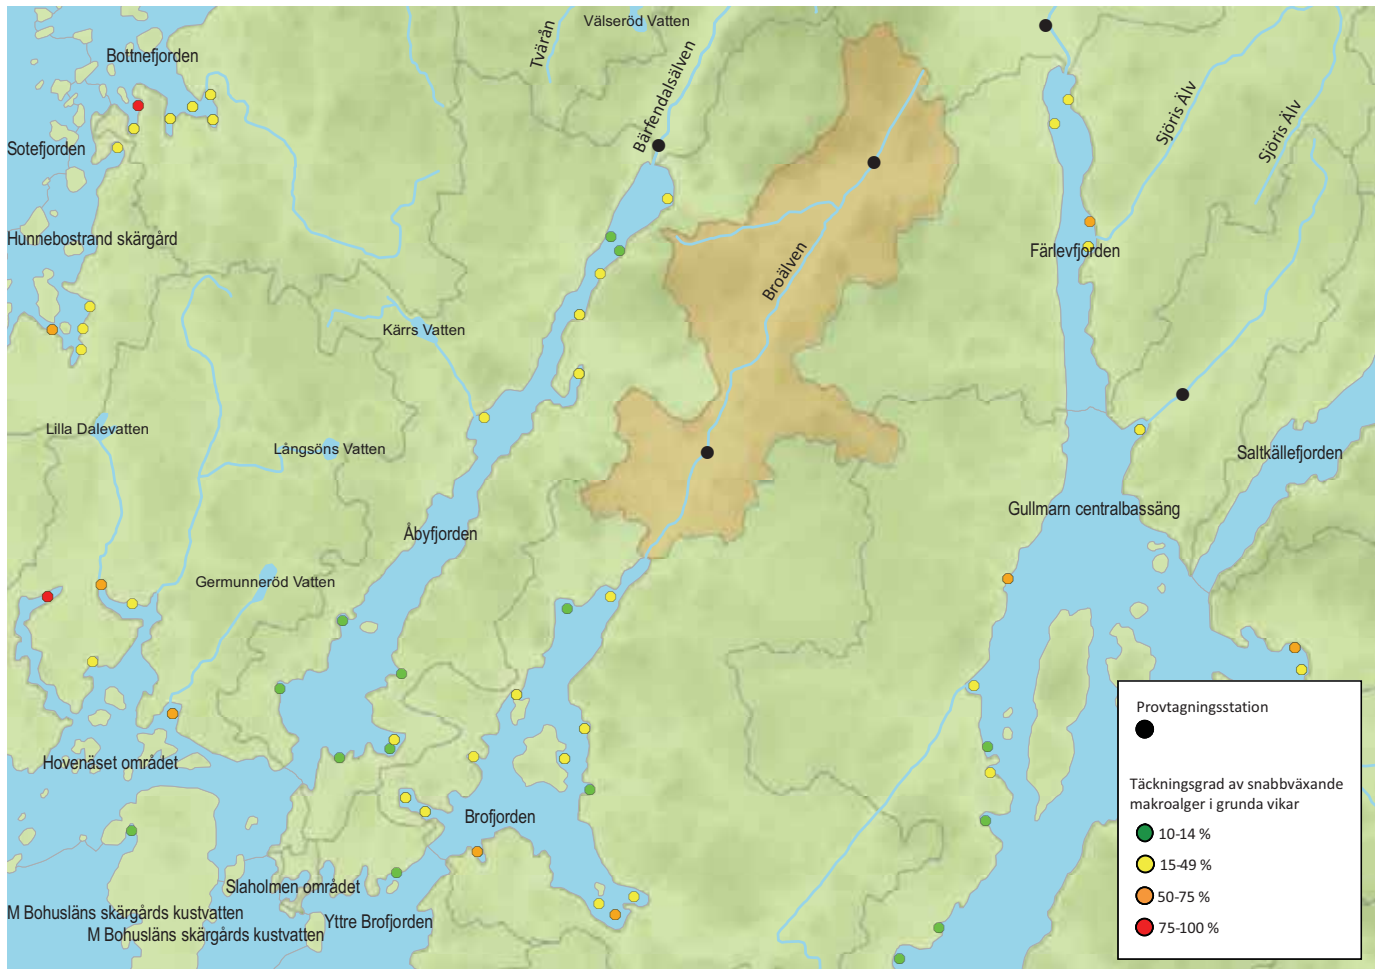 Välseröd Vatten
Tvärån
Bottnefjorden
Bärfendalsälven
Sjöris Älv
Sjöris Älv
Sotefjorden
Hunnebostrand skärgård
Färlevfjorden
Broälven
Kärrs Vatten
Lilla Dalevatten
Långsöns Vatten
Saltkällefjorden
Gullmarn centralbassäng
Åbyfjorden
Germunneröd Vatten
Hovenäset området
Brofjorden
Slaholmen området
M Bohusläns skärgårds kustvatten
Yttre Brofjorden
M Bohusläns skärgårds kustvatten
Provtagningsstation
Täckningsgrad av snabbväxande
makroalger i grunda vikar
10-14 %
15-49 %
50-75 %
75-100 %